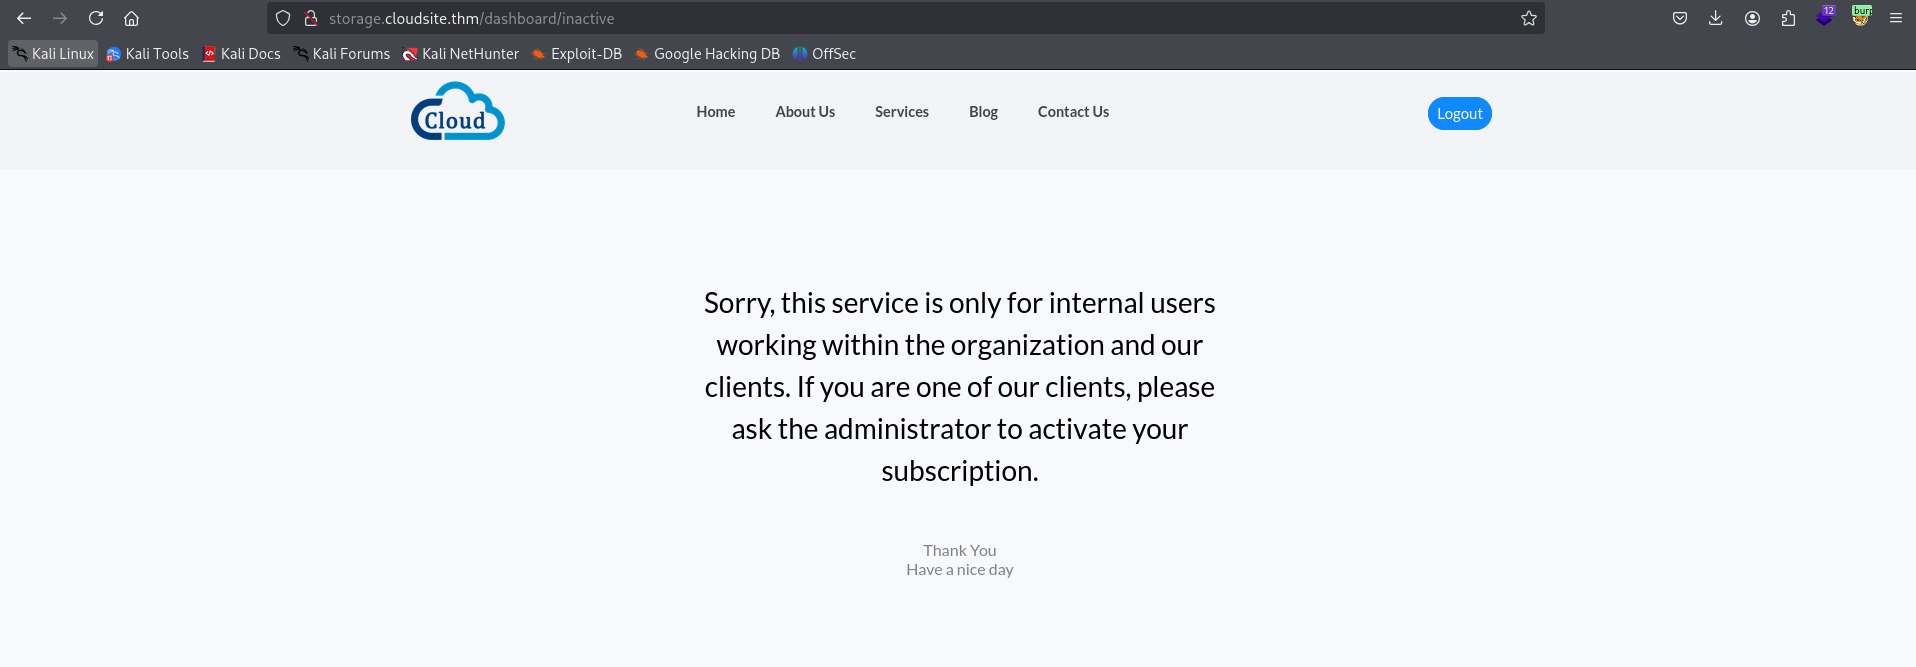 storage.cloudsite.thm/dashboard/inactive
12
burp
Kali Linux Kali Tools Kali Docs Kali Forums Kali NetHunter Exploit-DB Google Hacking DB OffSec
Cloud
Home About Us Services Blog Contact Us Logout
Sorry, this service is only for internal users
working within the organization and our
clients. If you are one of our clients, please
ask the administrator to activate your
subscription.
Thank You
Have a nice day